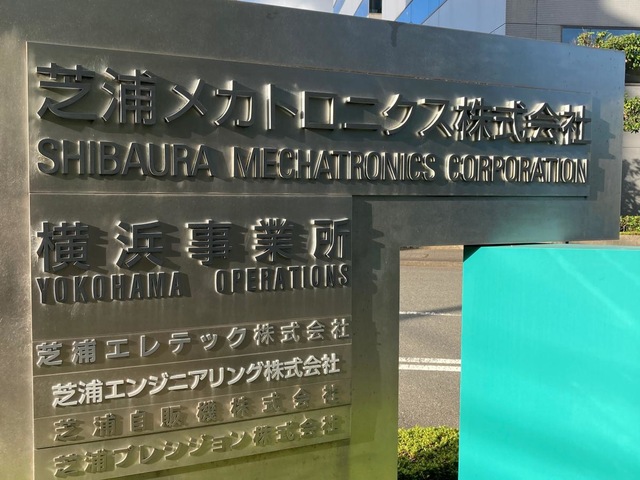 芝浦メカトロニクス株式会社
SHIBAURA MECHATRONICS CORPORATION
横浜事業所
YOKOHAMA OPERATIONS
芝浦エレテック株式会社
芝浦エンジニアリング株式会社
芝浦自販機株式会社
芝浦プレシジョン株式会社